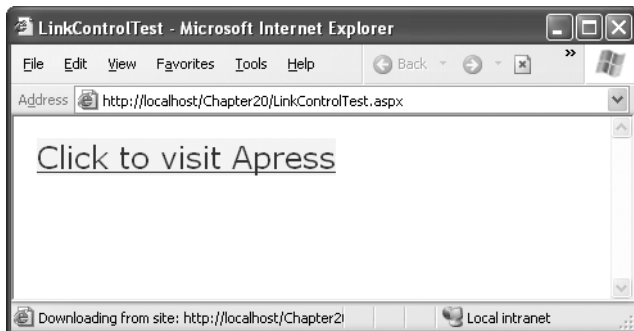 LinkControlTest - Microsoft Internet Explorer
File Edit View Favorites Tools Help Back »
Address http://localhost/Chapter20/LinkControlTest.aspx
Click to visit Apress
Downloading from site: http://localhost/Chapter20 Local intranet